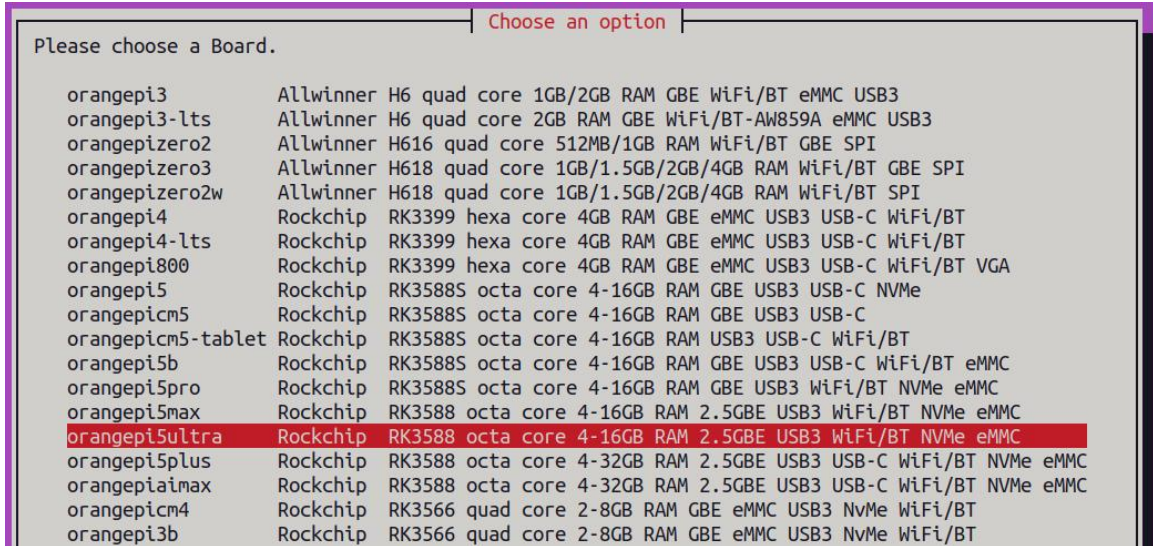 Choose an option
Please choose a Board.
orangepi3 Allwinner H6 quad core 1GB/2GB RAM GBE WiFi/BT eMMC USB3
orangepi3-lts Allwinner H6 quad core 2GB RAM GBE WiFi/BT-AW859A eMMC USB3
orangepizero2 Allwinner H616 quad core 512MB/1GB RAM WiFi/BT GBE SPI
orangepizero3 Allwinner H618 quad core 1GB/1.5GB/2GB/4GB RAM WiFi/BT GBE SPI
orangepizero2w Allwinner H618 quad core 1GB/1.5GB/2GB/4GB RAM WiFi/BT SPI
orangepi4 Rockchip RK3399 hexa core 4GB RAM GBE eMMC USB3 USB-C WiFi/BT
orangepi4-lts Rockchip RK3399 hexa core 4GB RAM GBE eMMC USB3 USB-C WiFi/BT
orangepi800 Rockchip RK3399 hexa core 4GB RAM GBE eMMC USB3 USB-C WiFi/BT VGA
orangepi5 Rockchip RK3588S octa core 4-16GB RAM GBE USB3 USB-C NVMe
orangepicm5 Rockchip RK3588S octa core 4-16GB RAM GBE USB3 USB-C
orangepicm5-tablet Rockchip RK3588S octa core 4-16GB RAM USB3 USB-C WiFi/BT
orangepi5b Rockchip RK3588S octa core 4-16GB RAM GBE USB3 USB-C WiFi/BT eMMC
orangepi5pro Rockchip RK3588S octa core 4-16GB RAM GBE USB3 WiFi/BT NVMe eMMC
orangepi5max Rockchip RK3588 octa core 4-16GB RAM 2.5GBE USB3 WiFi/BT NVMe eMMC
orangepi5ultra Rockchip RK3588 octa core 4-16GB RAM 2.5GBE USB3 WiFi/BT NVMe eMMC
orangepi5plus Rockchip RK3588 octa core 4-32GB RAM 2.5GBE USB3 USB-C WiFi/BT NVMe eMMC
orangepiaimax Rockchip RK3588 octa core 4-32GB RAM 2.5GBE USB3 USB-C WiFi/BT NVMe eMMC
orangepicm4 Rockchip RK3566 quad core 2-8GB RAM GBE eMMC USB3 NvMe WiFi/BT
orangepi3b Rockchip RK3566 quad core 2-8GB RAM GBE eMMC USB3 NvMe WiFi/BT